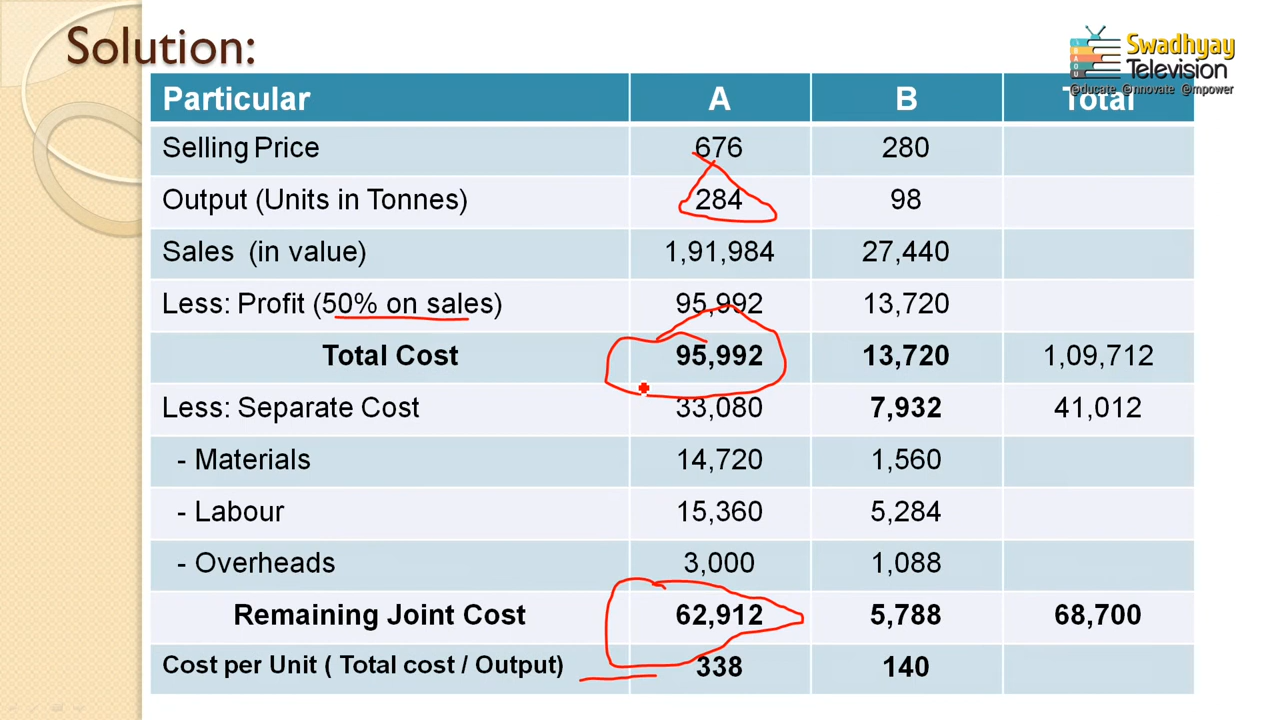 Solution:
Swadhyay
Television
@ducate @nnovate @mpower
BAOU
Particular A B Total
Selling Price 676 280
Output (Units in Tonnes) 284 98
Sales (in value) 1,91,984 27,440
Less: Profit (50% on sales) 95,992 13,720
Total Cost 95,992 13,720 1,09,712
Less: Separate Cost 33,080 7,932 41,012
- Materials 14,720 1,560
- Labour 15,360 5,284
- Overheads 3,000 1,088
Remaining Joint Cost 62,912 5,788 68,700
Cost per Unit ( Total cost / Output) 338 140